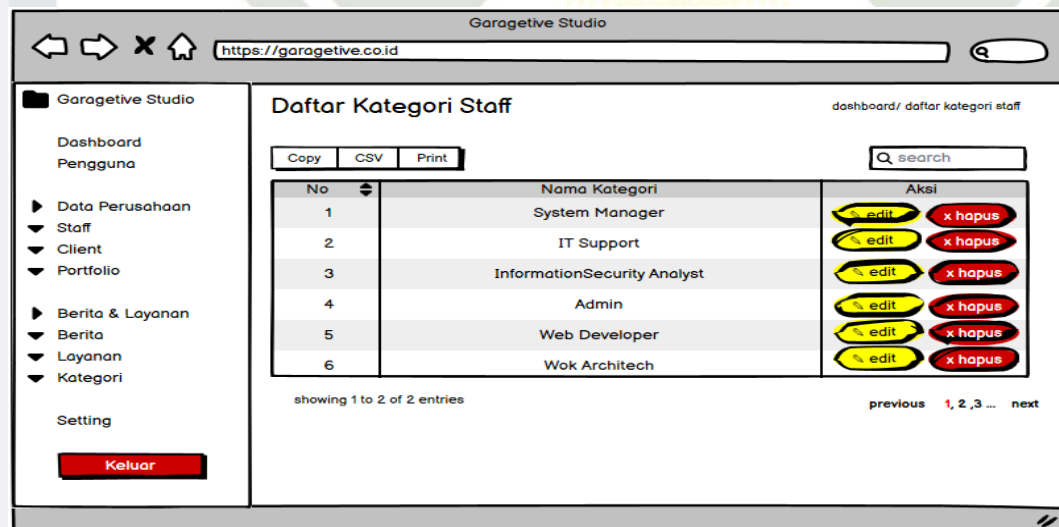 Garagetive Studio
https://garagetive.co.id
Garagetive Studio
Dashboard
Pengguna
Data Perusahaan
Staff
Client
Portfolio
Berita & Layanan
Berita
Layanan
Kategori
Setting
Keluar
Daftar Kategori Staff
dashboard/ daftar kategori staff
Copy CSV Print
search
No Nama Kategori Aksi
1 System Manager edit x hapus
2 IT Support edit x hapus
3 InformationSecurity Analyst edit x hapus
4 Admin edit x hapus
5 Web Developer edit x hapus
6 Wok Architech edit x hapus
showing 1 to 2 of 2 entries
previous 1, 2 ,3 ... next